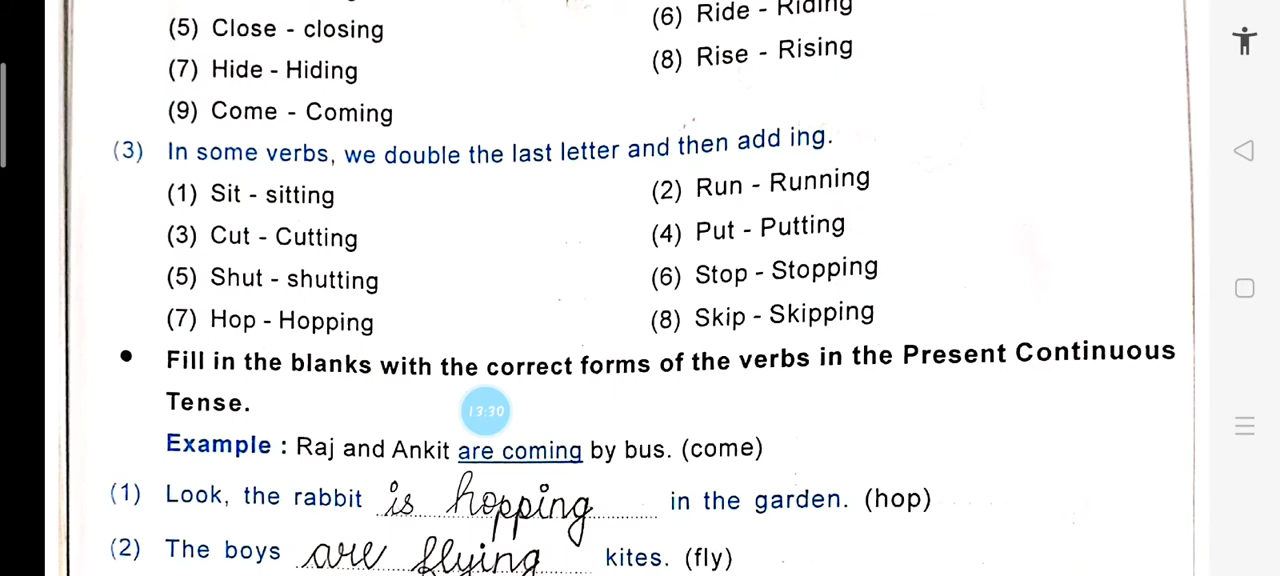 (5) Close - closing
(6) Ride - Riding
(7) Hide - Hiding
(8) Rise - Rising
(9) Come - Coming
(3) In some verbs, we double the last letter and then add ing.
(1) Sit - sitting
(2) Run - Running
(3) Cut - Cutting
(4) Put - Putting
(5) Shut - shutting
(6) Stop - Stopping
(7) Hop - Hopping
(8) Skip - Skipping
• Fill in the blanks with the correct forms of the verbs in the Present Continuous
Tense.
13:30
Example : Raj and Ankit are coming by bus. (come)
(1) Look, the rabbit is hopping in the garden. (hop)
(2) The boys are flying kites. (fly)